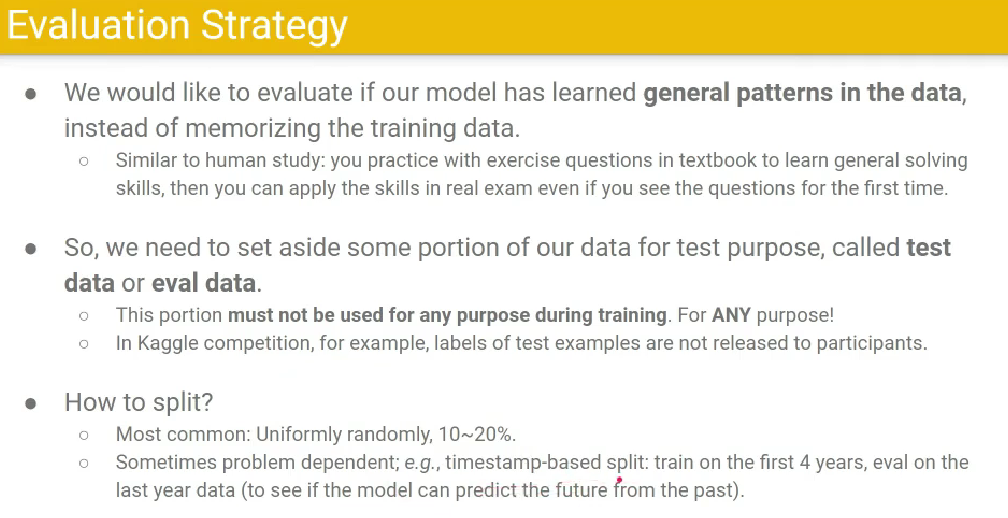 Evaluation Strategy
● We would like to evaluate if our model has learned general patterns in the data,
instead of memorizing the training data.
○ Similar to human study: you practice with exercise questions in textbook to learn general solving
skills, then you can apply the skills in real exam even if you see the questions for the first time.
● So, we need to set aside some portion of our data for test purpose, called test
data or eval data.
○ This portion must not be used for any purpose during training. For ANY purpose!
○ In Kaggle competition, for example, labels of test examples are not released to participants.
● How to split?
○ Most common: Uniformly randomly, 10~20%.
○ Sometimes problem dependent; e.g., timestamp-based split: train on the first 4 years, eval on the
last year data (to see if the model can predict the future from the past).